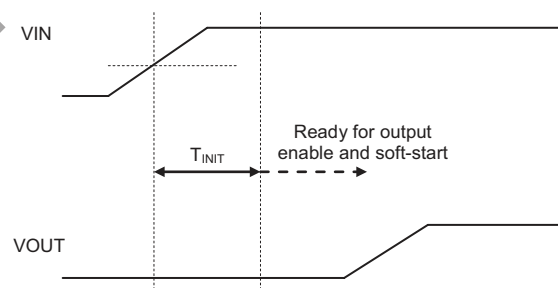 VIN
Ready for output
enable and soft-start
TINIT
VOUT